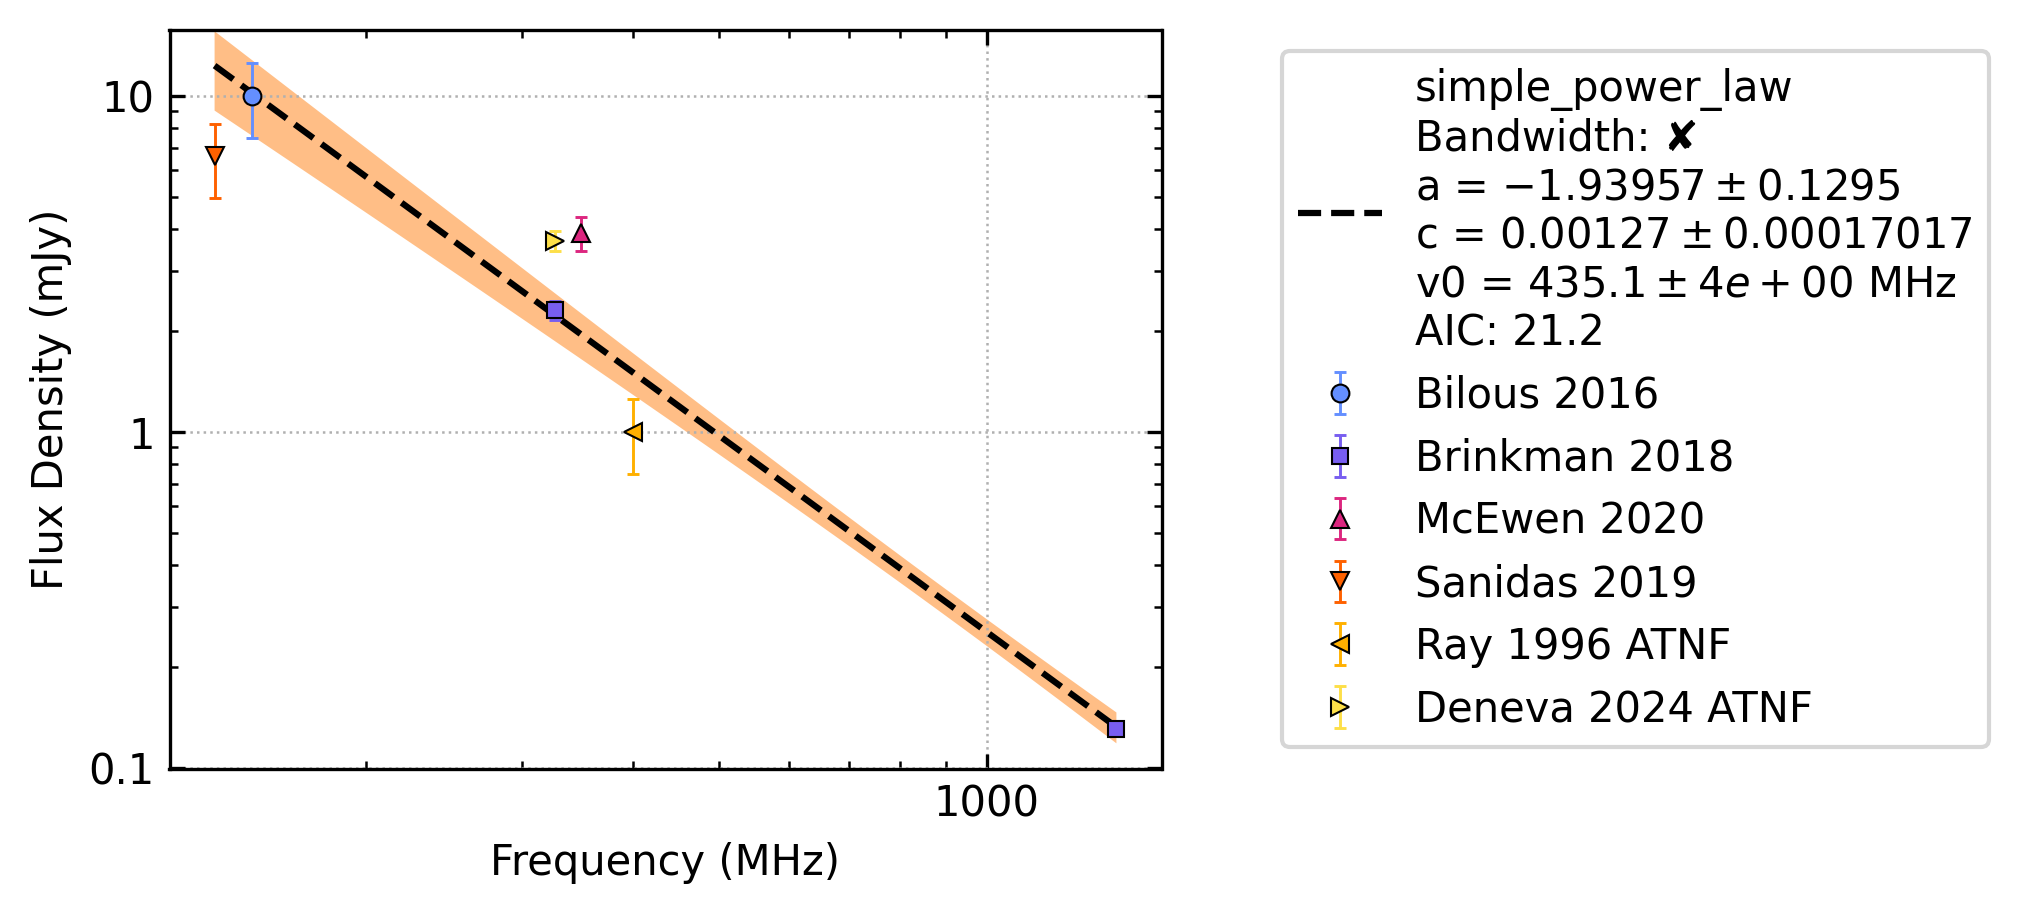 10
1
0.1
1000
Flux Density (mJy)
Frequency (MHz)
simple_power_law
Bandwidth: ✘
a = −1.93957 ± 0.1295
c = 0.00127 ± 0.00017017
v0 = 435.1 ± 4e + 00 MHz
AIC: 21.2
Bilous 2016
Brinkman 2018
McEwen 2020
Sanidas 2019
Ray 1996 ATNF
Deneva 2024 ATNF